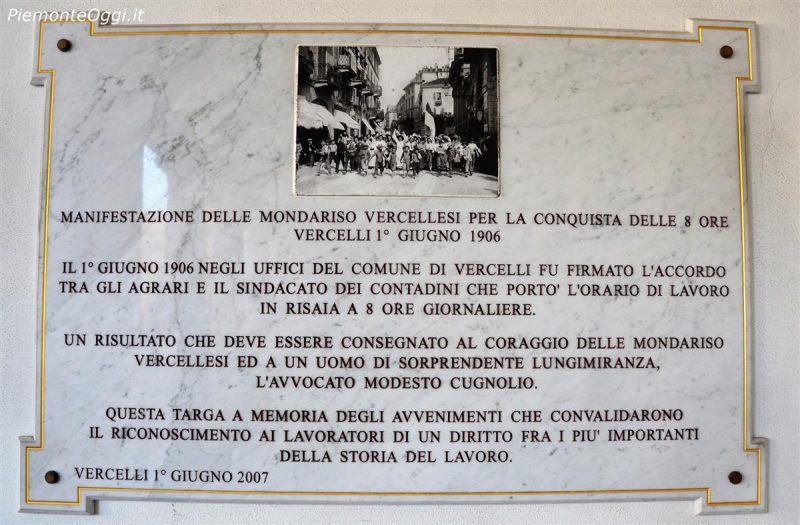 PiemonteOggi.it
MANIFESTAZIONE DELLE MONDARISO VERCELLESI PER LA CONQUISTA DELLE 8 ORE
VERCELLI 1° GIUGNO 1906
IL 1° GIUGNO 1906 NEGLI UFFICI DEL COMUNE DI VERCELLI FU FIRMATO L'ACCORDO
TRA GLI AGRARI E IL SINDACATO DEI CONTADINI CHE PORTO' L'ORARIO DI LAVORO
IN RISAIA A 8 ORE GIORNALIERE.
UN RISULTATO CHE DEVE ESSERE CONSEGNATO AL CORAGGIO DELLE MONDARISO
VERCELLESI ED A UN UOMO DI SORPRENDENTE LUNGIMIRANZA,
L'AVVOCATO MODESTO CUGNOLIO.
QUESTA TARGA A MEMORIA DEGLI AVVENIMENTI CHE CONVALIDARONO
IL RICONOSCIMENTO AI LAVORATORI DI UN DIRITTO FRA I PIU' IMPORTANTI
DELLA STORIA DEL LAVORO.
VERCELLI 1° GIUGNO 2007